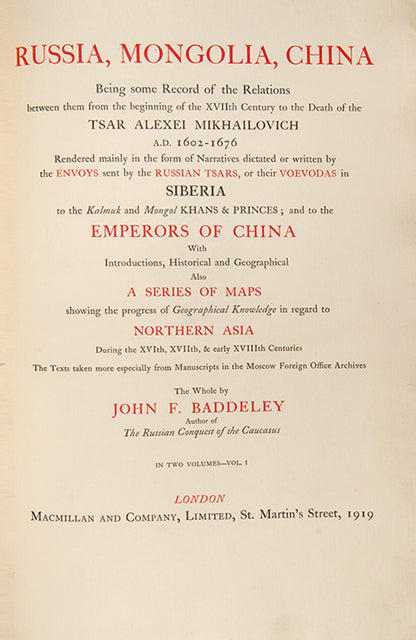 RUSSIA, MONGOLIA, CHINA
Being some Record of the Relations
between them from the beginning of the XVIIth Century to the Death of the
TSAR ALEXEI MIKHAILOVICH
A.D. 1602-1676
Rendered mainly in the form of Narratives dictated or written by
the ENVOYS sent by the RUSSIAN TSARS, or their VOEVODAS in
SIBERIA
to the Kalmuk and Mongol KHANS & PRINCES; and to the
EMPERORS OF CHINA
With
Introductions, Historical and Geographical
Also
A SERIES OF MAPS
showing the progress of Geographical Knowledge in regard to
NORTHERN ASIA
During the XVIth, XVIIth, & early XVIIIth Centuries
The Texts taken more especially from Manuscripts in the Moscow Foreign Office Archives
The Whole by
JOHN F. BADDELEY
Author of
The Russian Conquest of the Caucasus
IN TWO VOLUMES—VOL. I
LONDON
MACMILLAN AND COMPANY, LIMITED, St. Martin's Street, 1919